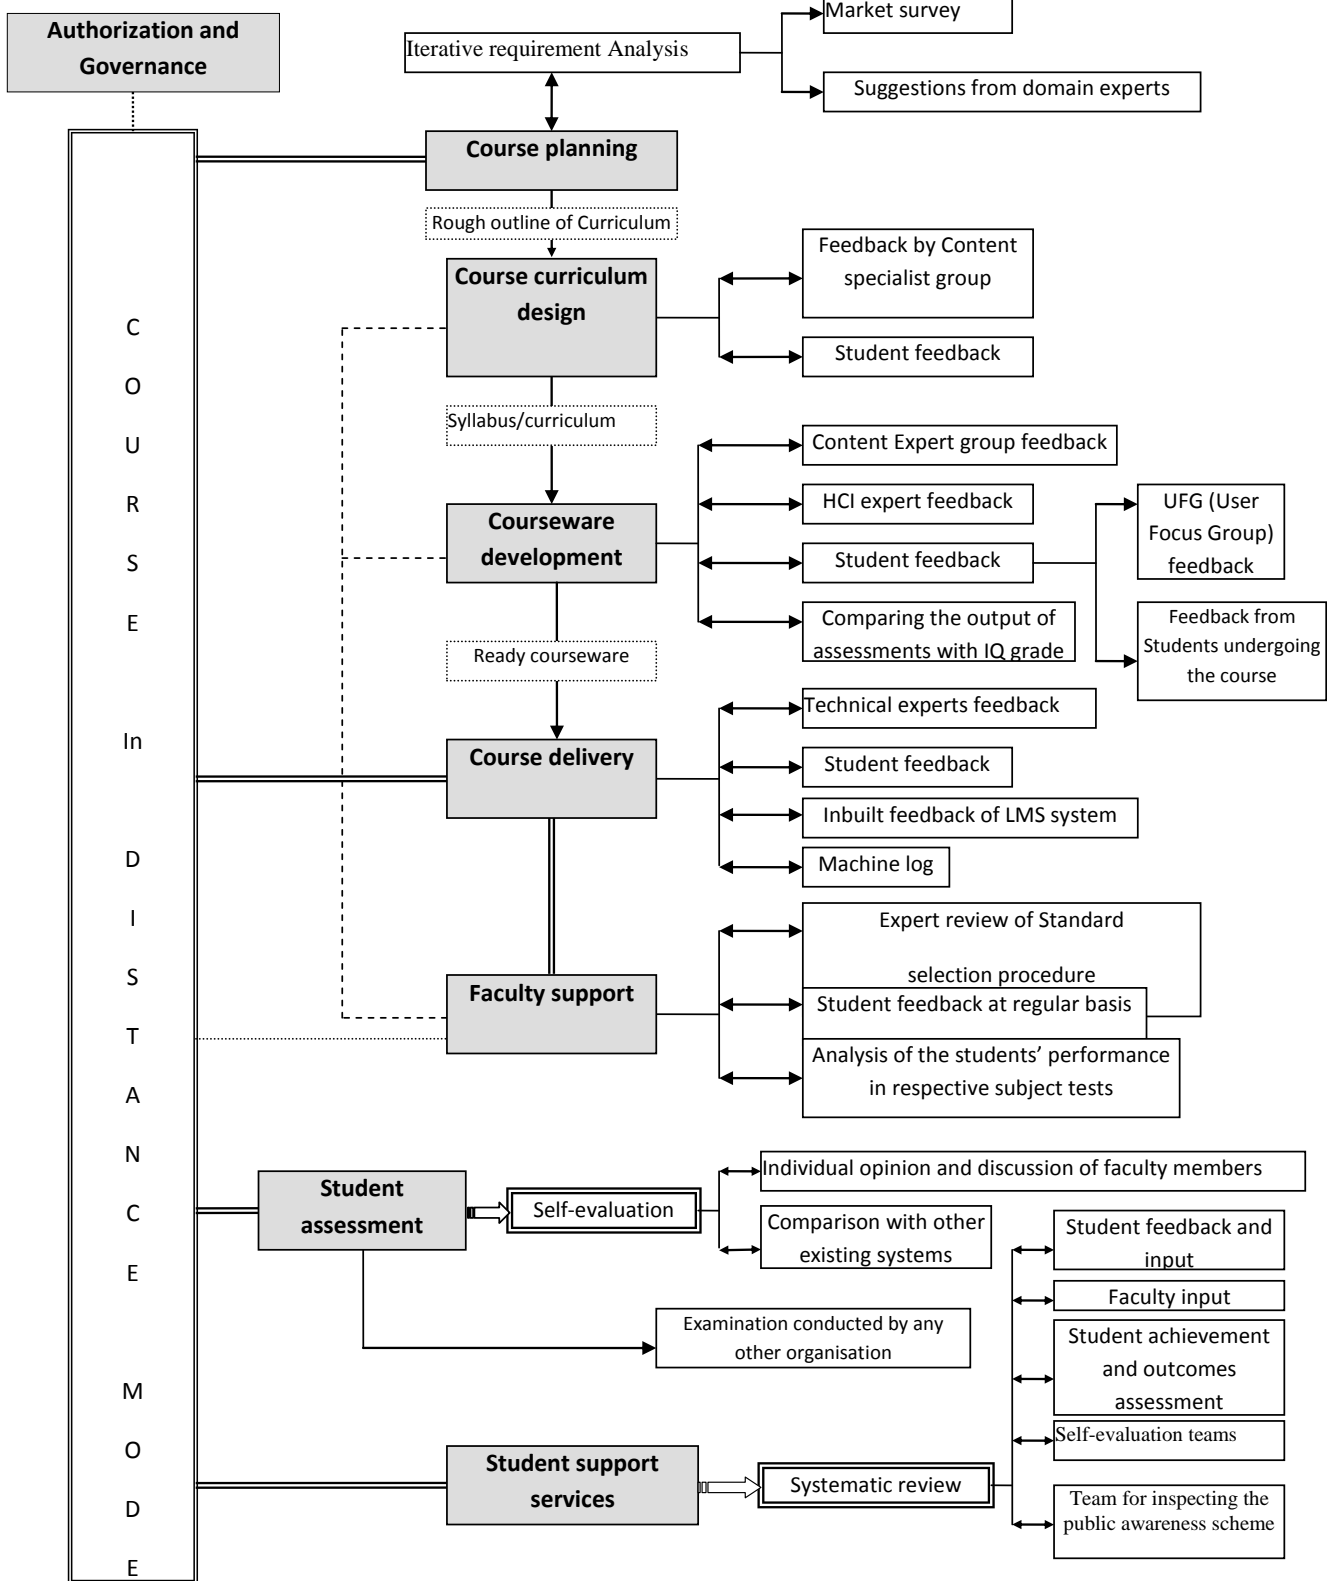 Authorization and
Governance
Market survey
Iterative requirement Analysis
Suggestions from domain experts
Course planning
Rough outline of Curriculum
Course curriculum
design
Feedback by Content
specialist group
Student feedback
Syllabus/curriculum
Content Expert group feedback
Courseware
development
HCI expert feedback
Student feedback
UFG (User
Focus Group)
feedback
Comparing the output of
assessments with IQ grade
Feedback from
Students undergoing
the course
Ready courseware
Course delivery
Technical experts feedback
Student feedback
Inbuilt feedback of LMS system
Machine log
Faculty support
Expert review of Standard
selection procedure
Student feedback at regular basis
Analysis of the students’ performance
in respective subject tests
Student
assessment
Self-evaluation
Individual opinion and discussion of faculty members
Comparison with other
existing systems
Examination conducted by any
other organisation
Student support
services
Systematic review
Student feedback and
input
Faculty input
Student achievement
and outcomes
assessment
Self-evaluation teams
Team for inspecting the
public awareness scheme
C
O
U
R
S
E
In
D
I
S
T
A
N
C
E
M
O
D
E